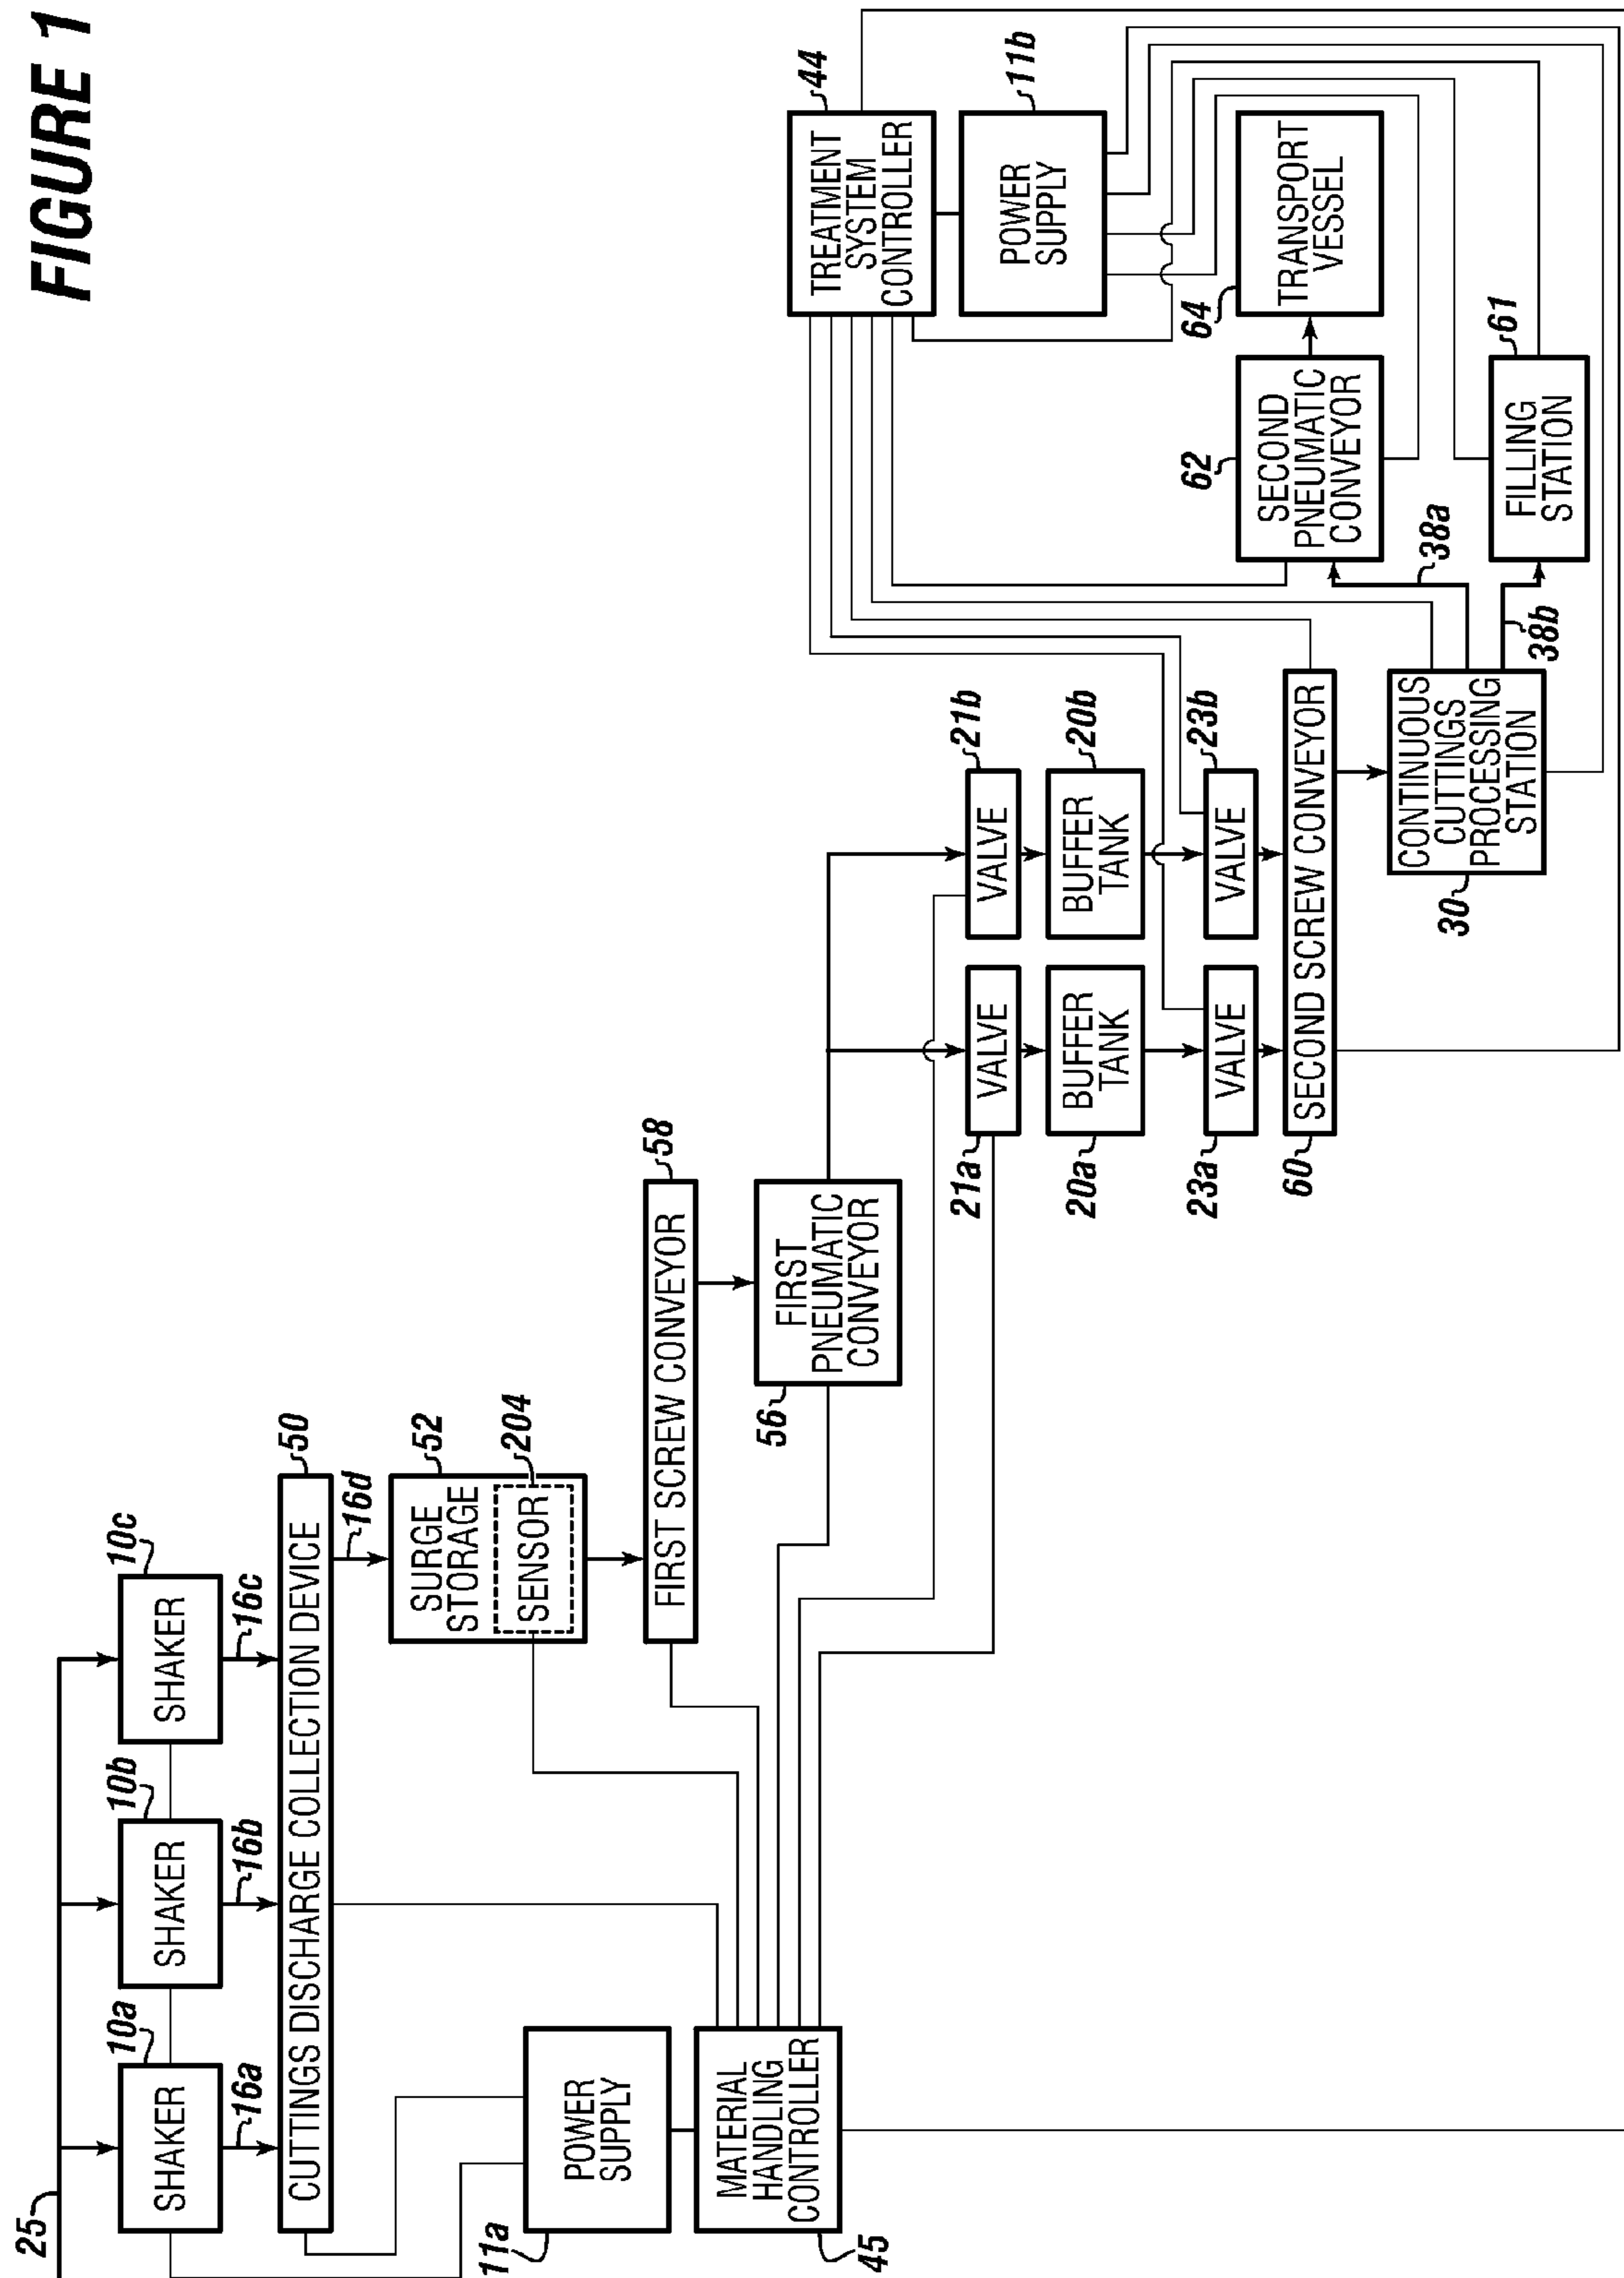 FIGURE 1
25
10a
SHAKER
16a
10b
SHAKER
16b
10c
SHAKER
16c
CUTTINGS DISCHARGE COLLECTION DEVICE
50
16d
SURGE
STORAGE
52
SENSOR
204
11a
POWER
SUPPLY
MATERIAL
HANDLING
CONTROLLER
45
FIRST SCREW CONVEYOR
58
FIRST
PNEUMATIC
CONVEYOR
56
21a
VALVE
21b
VALVE
20a
BUFFER
TANK
20b
BUFFER
TANK
23a
VALVE
23b
VALVE
60
SECOND SCREW CONVEYOR
CONTINUOUS
CUTTINGS
PROCESSING
STATION
30
38a
38b
62
SECOND
PNEUMATIC
CONVEYOR
64
TRANSPORT
VESSEL
61
FILLING
STATION
44
TREATMENT
SYSTEM
CONTROLLER
11b
POWER
SUPPLY